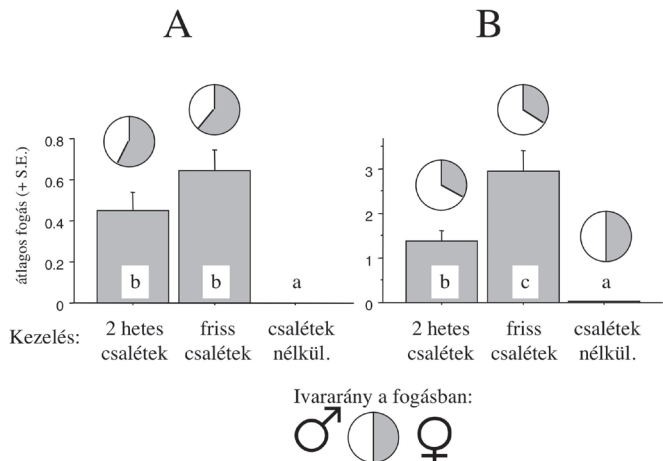 A
B
átlagos fogás (+ S.E.)
0.8
0.6
0.4
0.2
0
b
b
a
3
2
1
0
b
c
a
Kezelés:
2 hetes csalétek
friss csalétek
csalétek nélkül.
2 hetes csalétek
friss csalétek
csalétek nélkül.
Ivararány a fogásban:
♂ ♀